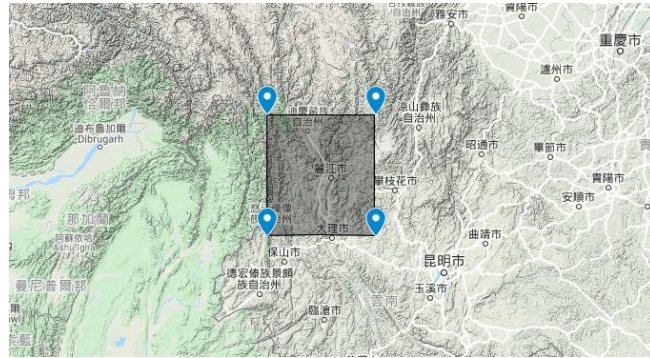 雅安市
資陽市
重慶市
瀘州市
阿魯納
恰爾邦
迪慶藏族
自治州
涼山彝族
自治州
迪布魯加爾
Dibrugarh
昭通市
畢節市
麗江市
攀枝花市
貴陽市
安順市
那加蘭
大理市
曲靖市
保山市
昆明市
曼尼普爾邦
德宏傣族景頗
族自治州
玉溪市
雲南
臨滄市